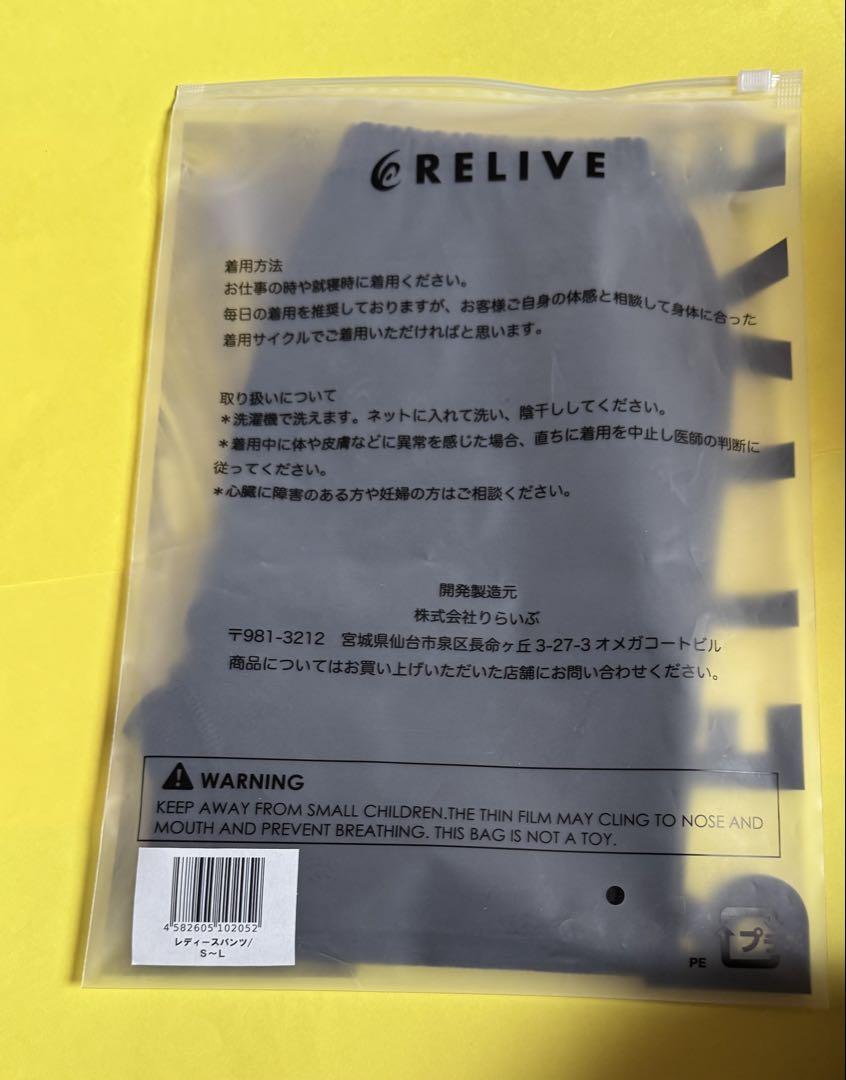 RELIVE
着用方法
お仕事の時や就寝時に着用ください。
毎日の着用を推奨しておりますが、お客様ご自身の体感と相談して身体に合った
着用サイクルでご着用いただければと思います。
取り扱いについて
＊洗濯機で洗えます。ネットに入れて洗い、陰干ししてください。
＊着用中に体や皮膚などに異常を感じた場合、直ちに着用を中止し医師の判断に
従ってください。
＊心臓に障害のある方や妊婦の方はご相談ください。
開発製造元
株式会社りらいぶ
〒981-3212 宮城県仙台市泉区長命ヶ丘3-27-3オメガコートビル
商品についてはお買い上げいただいた店舗にお問い合わせください。
WARNING
KEEP AWAY FROM SMALL CHILDREN.THE THIN FILM MAY CLING TO NOSE AND
MOUTH AND PREVENT BREATHING. THIS BAG IS NOT A TOY.
4582605102052
レディースパンツ/
S〜L
PE
プラ